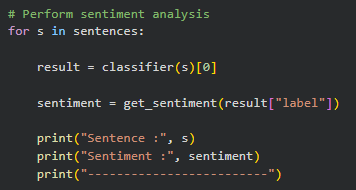 # Perform sentiment analysis
for s in sentences:
result = classifier(s)[0]
sentiment = get_sentiment(result["label"])
print("Sentence :", s)
print("Sentiment :", sentiment)
print("-------------------------")